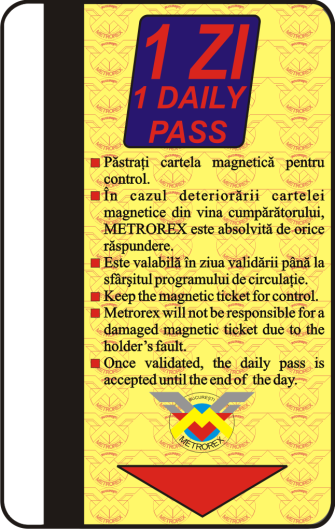 1 ZI
1 DAILY
PASS
Păstrați cartela magnetică pentru
control.
În cazul deteriorării cartelei
magnetice din vina cumpărătorului,
METROREX este absolvită de orice
răspundere.
Este valabilă în ziua validării până la
sfârșitul programului de circulație.
Keep the magnetic ticket for control.
Metrorex will not be responsible for a
damaged magnetic ticket due to the
holder's fault.
Once validated, the daily pass is
accepted until the end of the day.
BUCUREȘTI
METROREX